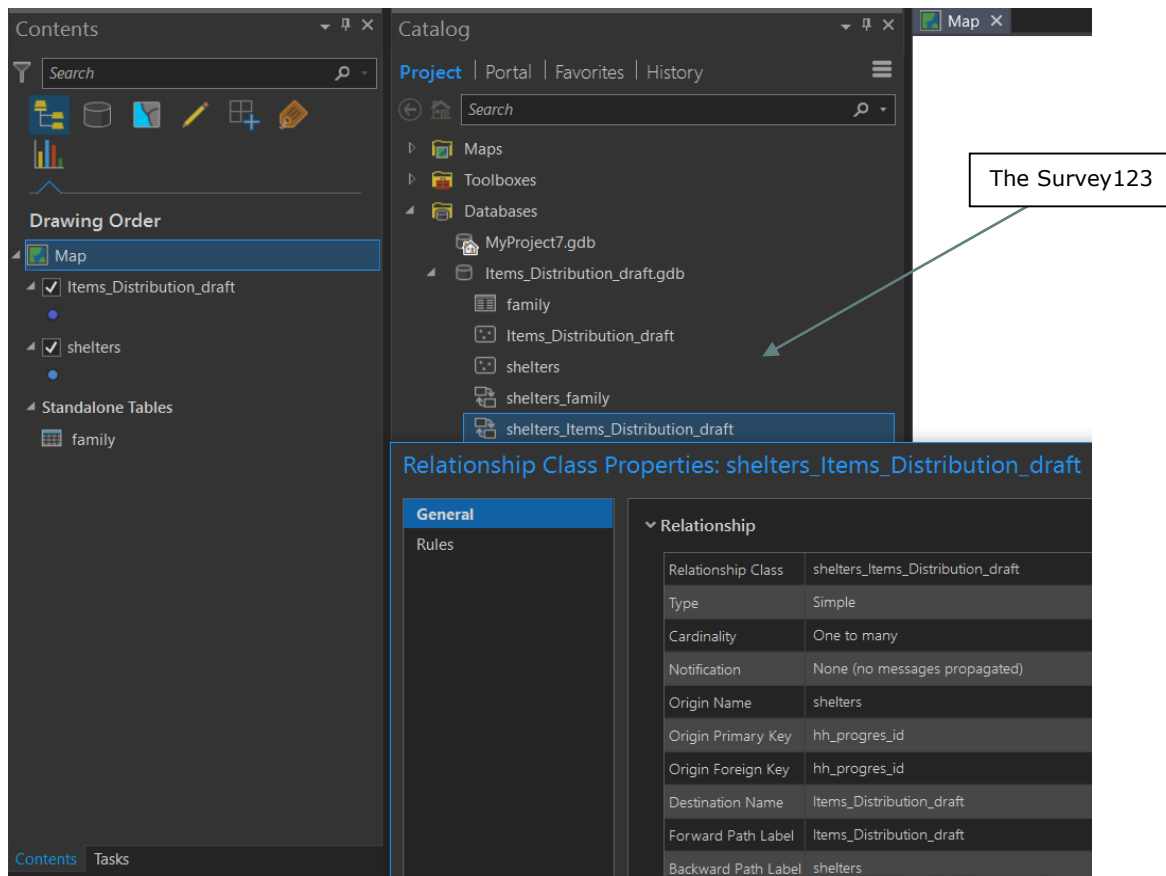 Contents
Search
Drawing Order
Map
Items_Distribution_draft
shelters
Standalone Tables
family
Contents Tasks
Catalog
Project | Portal | Favorites | History
Search
Maps
Toolboxes
Databases
MyProject7.gdb
Items_Distribution_draft.gdb
family
Items_Distribution_draft
shelters
shelters_family
shelters_Items_Distribution_draft
Map
The Survey123
Relationship Class Properties: shelters_Items_Distribution_draft
General
Rules
Relationship
Relationship Class shelters_Items_Distribution_draft
Type Simple
Cardinality One to many
Notification None (no messages propagated)
Origin Name shelters
Origin Primary Key hh_progres_id
Origin Foreign Key hh_progres_id
Destination Name Items_Distribution_draft
Forward Path Label Items_Distribution_draft
Backward Path Label shelters